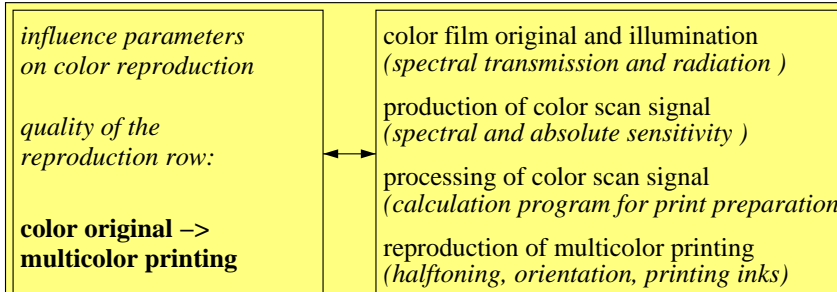 influence parameters
on color reproduction
quality of the
reproduction row:
color original –>
multicolor printing
color film original and illumination
(spectral transmission and radiation )
production of color scan signal
(spectral and absolute sensitivity )
processing of color scan signal
(calculation program for print preparation
reproduction of multicolor printing
(halftoning, orientation, printing inks)